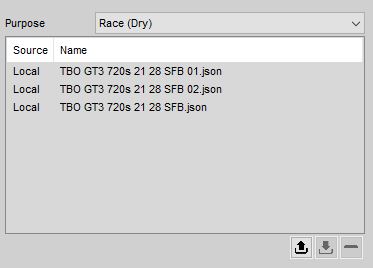 Purpose Race (Dry)
Source Name
Local TBO GT3 720s 21 28 SFB 01.json
Local TBO GT3 720s 21 28 SFB 02.json
Local TBO GT3 720s 21 28 SFB.json